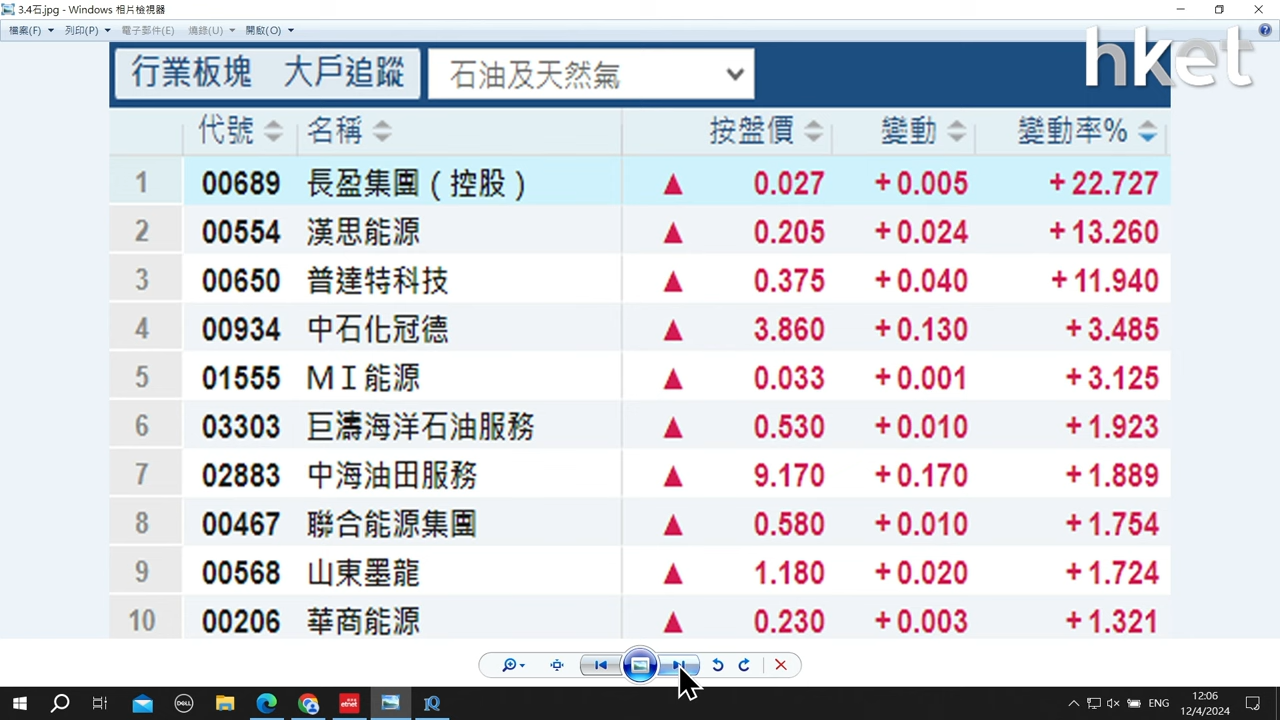 3.4石.jpg - Windows 相片檢視器
檔案(F) 列印(P) 電子郵件(E) 燒錄(U) 開啟(O)
hket
行業板塊 大戶追蹤 石油及天然氣
代號 名稱 按盤價 變動 變動率%
1 00689 長盈集團(控股) ▲ 0.027 +0.005 +22.727
2 00554 漢思能源 ▲ 0.205 +0.024 +13.260
3 00650 普達特科技 ▲ 0.375 +0.040 +11.940
4 00934 中石化冠德 ▲ 3.860 +0.130 +3.485
5 01555 MI能源 ▲ 0.033 +0.001 +3.125
6 03303 巨濤海洋石油服務 ▲ 0.530 +0.010 +1.923
7 02883 中海油田服務 ▲ 9.170 +0.170 +1.889
8 00467 聯合能源集團 ▲ 0.580 +0.010 +1.754
9 00568 山東墨龍 ▲ 1.180 +0.020 +1.724
10 00206 華商能源 ▲ 0.230 +0.003 +1.321
DELL etnet IQ ENG 12:06
12/4/2024